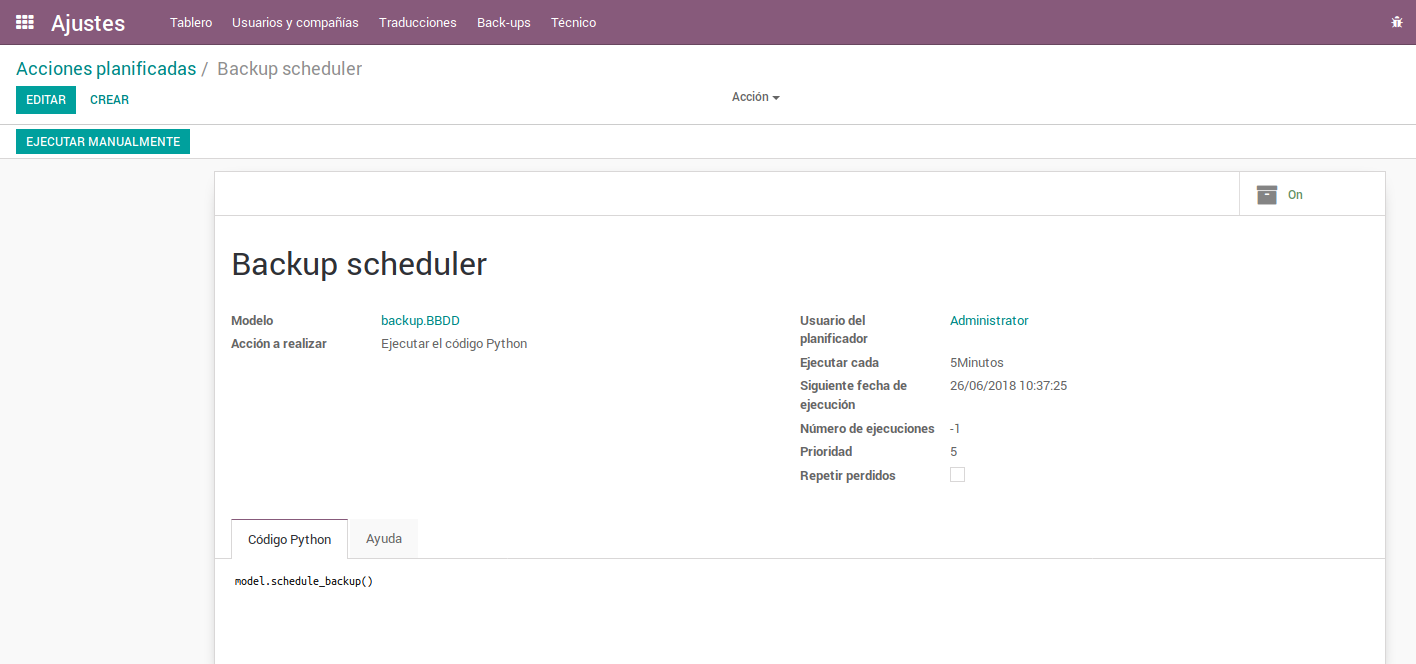 Ajustes Tablero Usuarios y compañías Traducciones Back-ups Técnico
Acciones planificadas / Backup scheduler
EDITAR CREAR Acción
EJECUTAR MANUALMENTE
On
Backup scheduler
Modelo backup.BBDD
Acción a realizar Ejecutar el código Python
Usuario del Administrator
planificador
Ejecutar cada 5Minutos
Siguiente fecha de 26/06/2018 10:37:25
ejecución
Número de ejecuciones -1
Prioridad 5
Repetir perdidos
Código Python Ayuda
model.schedule_backup()